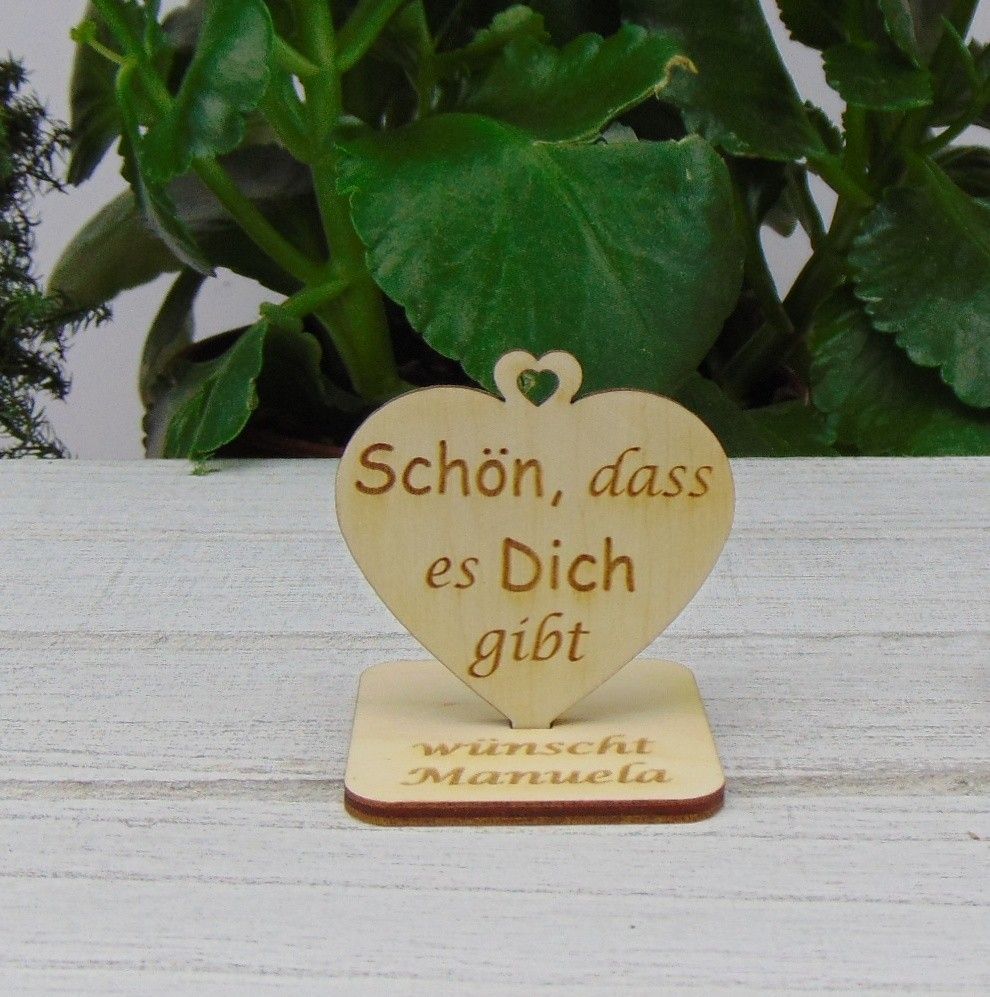 Schön, dass
es Dich
gibt
wünscht
Manuela